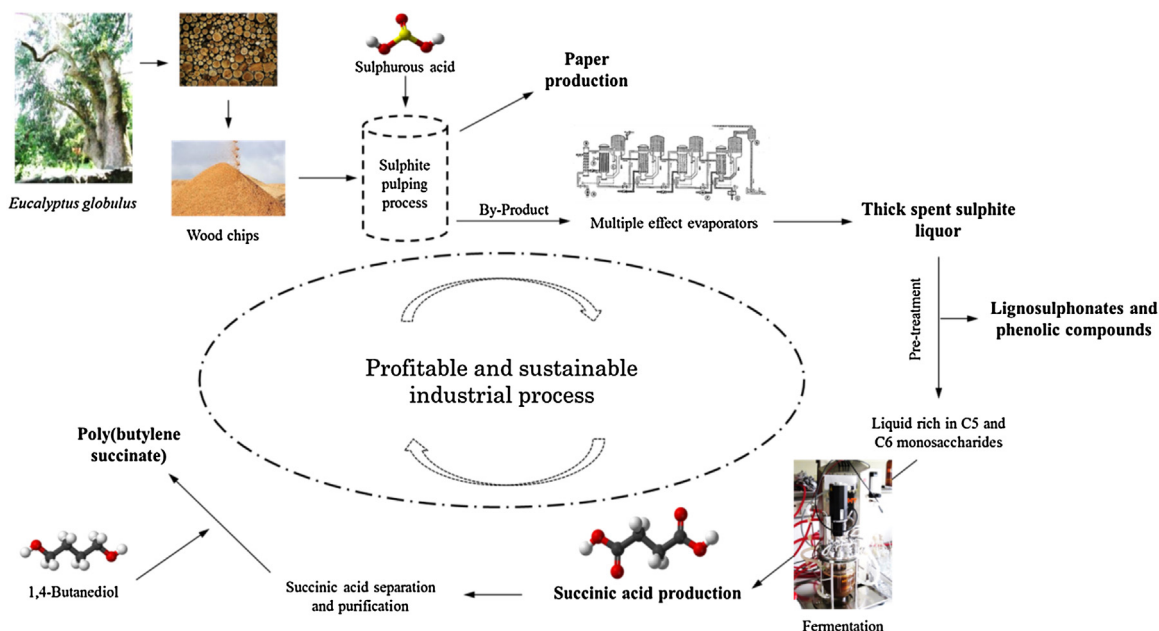 Eucalyptus globulus
Wood chips
Sulphurous acid
Sulphite
pulping
process
Paper
production
By-Product
Multiple effect evaporators
Thick spent sulphite
liquor
Pre-treatment
Lignosulphonates and
phenolic compounds
Liquid rich in C5 and
C6 monosaccharides
Fermentation
Succinic acid production
Succinic acid separation
and purification
1,4-Butanediol
Poly(butylene
succinate)
Profitable and sustainable
industrial process